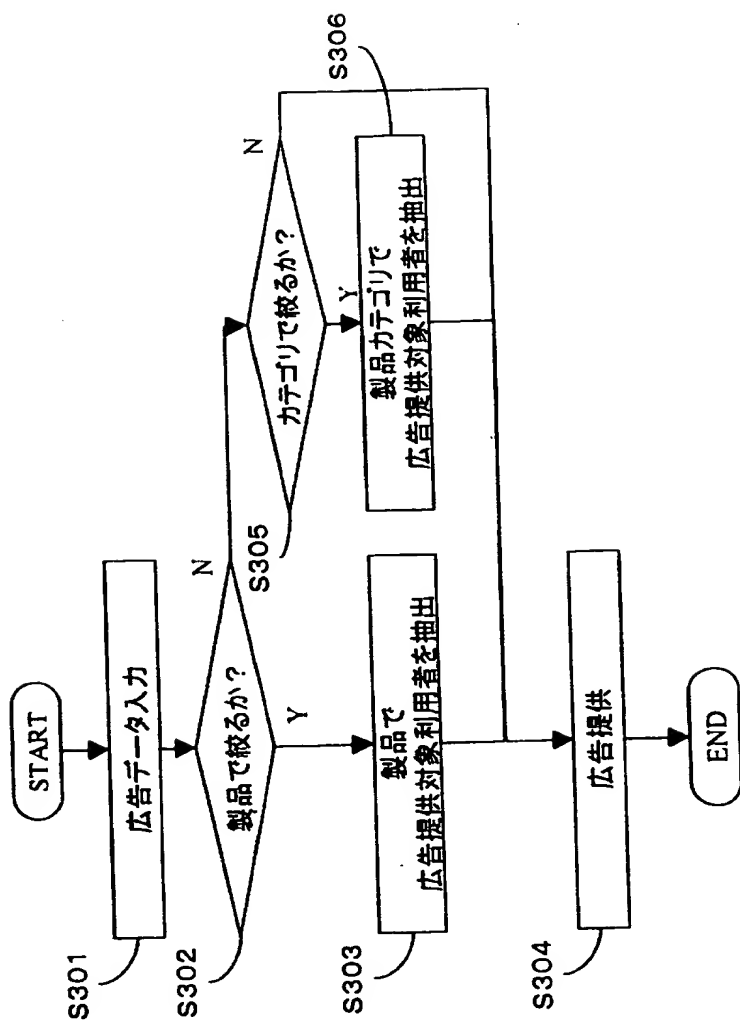 START
S301
広告データ入力
S302
製品で絞るか?
N
Y
S305
カテゴリで絞るか?
N
Y
S303
製品で
広告提供対象利用者を抽出
S306
製品カテゴリで
広告提供対象利用者を抽出
S304
広告提供
END